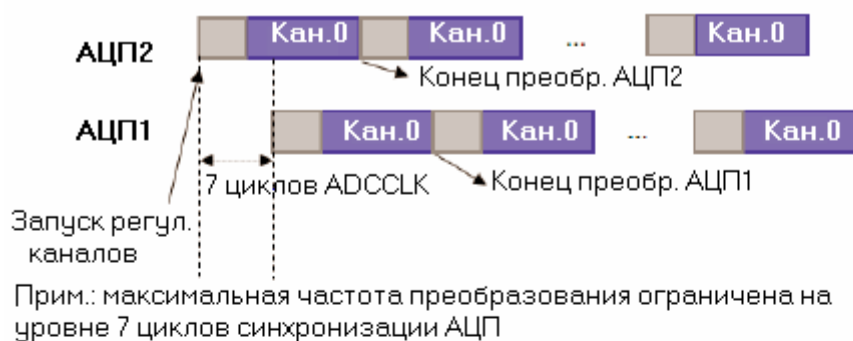 АЦП2 Кан.0 Кан.0 ... Кан.0
Конец преобр. АЦП2
АЦП1 Кан.0 Кан.0 ... Кан.0
7 циклов ADCCLK
Конец преобр. АЦП1
Запуск регул.
каналов
Прим.: максимальная частота преобразования ограничена на
уровне 7 циклов синхронизации АЦП